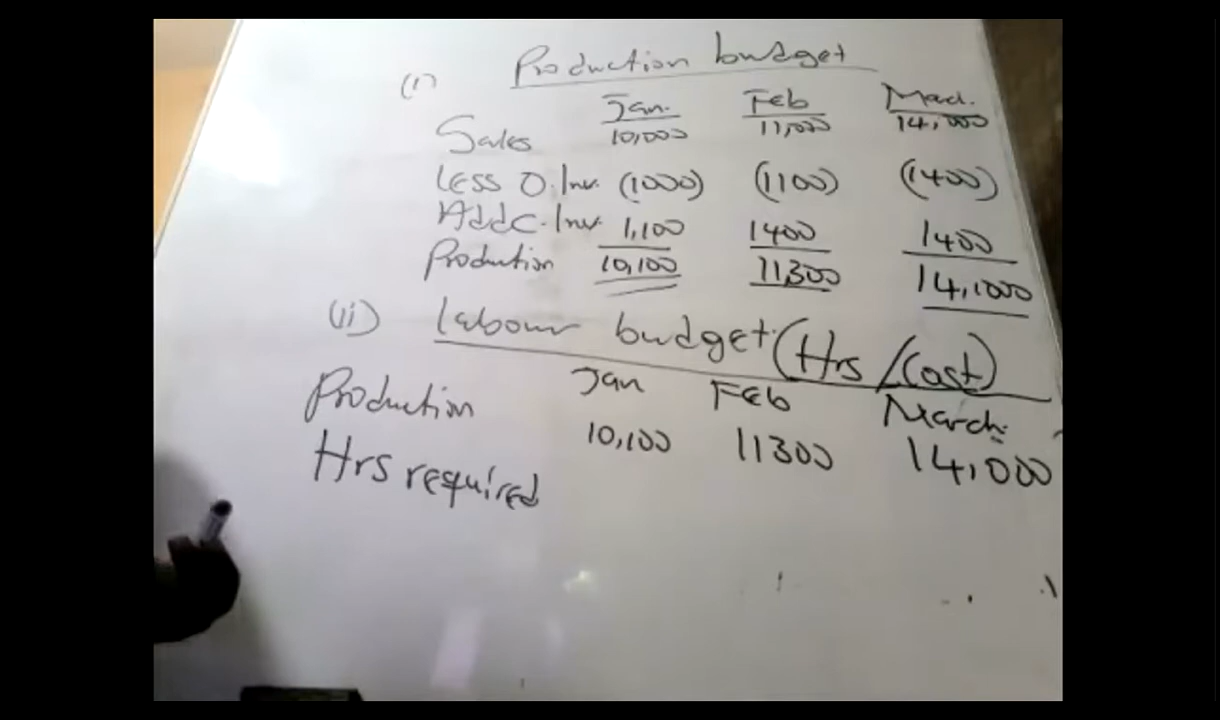 Production budget
(i) Jan. Feb Mach.
Sales 10,000 11,000 14,000
Less O. Inv. (1000) (1100) (1400)
Add C. Inv. 1,100 1400 1400
Production 10,100 11,300 14,1000
(ii) Labour budget (Hrs/Cost)
Jan Feb March
Production 10,100 11300 14,000
Hrs required